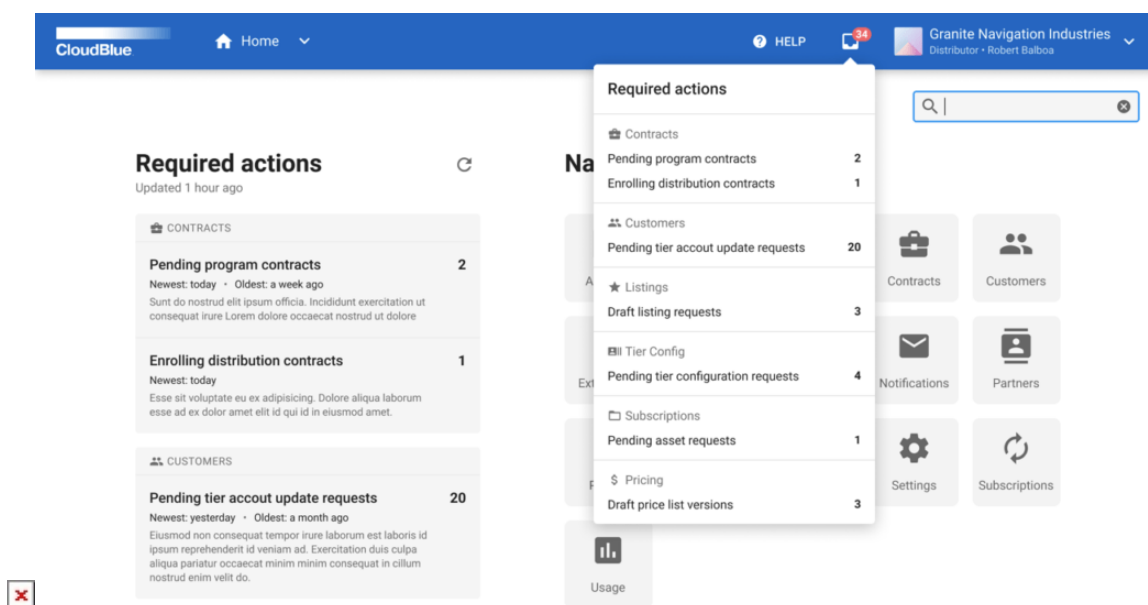 CloudBlue
Home
HELP
34
Granite Navigation Industries
Distributor • Robert Balboa
Required actions
Contracts
Pending program contracts 2
Enrolling distribution contracts 1
Customers
Pending tier accout update requests 20
Listings
Draft listing requests 3
Tier Config
Pending tier configuration requests 4
Subscriptions
Pending asset requests 1
$ Pricing
Draft price list versions 3
Required actions
Updated 1 hour ago
CONTRACTS
Pending program contracts 2
Newest: today • Oldest: a week ago
Sunt do nostrud elit ipsum officia. Incididunt exercitation ut
consequat irure Lorem dolore occaecat nostrud ut dolore
Enrolling distribution contracts 1
Newest: today
Esse sit voluptate eu ex adipisicing. Dolore aliqua laborum
esse ad ex dolor amet elit id qui id in eiusmod amet.
CUSTOMERS
Pending tier accout update requests 20
Newest: yesterday • Oldest: a month ago
Eiusmod non consequat tempor irure laborum est laboris id
ipsum reprehenderit id veniam ad. Exercitation duis culpa
aliqua pariatur occaecat minim minim consequat in cillum
nostrud enim velit do.
Na
A
Contracts
Customers
Ext
Notifications
Partners
Settings
Subscriptions
Usage